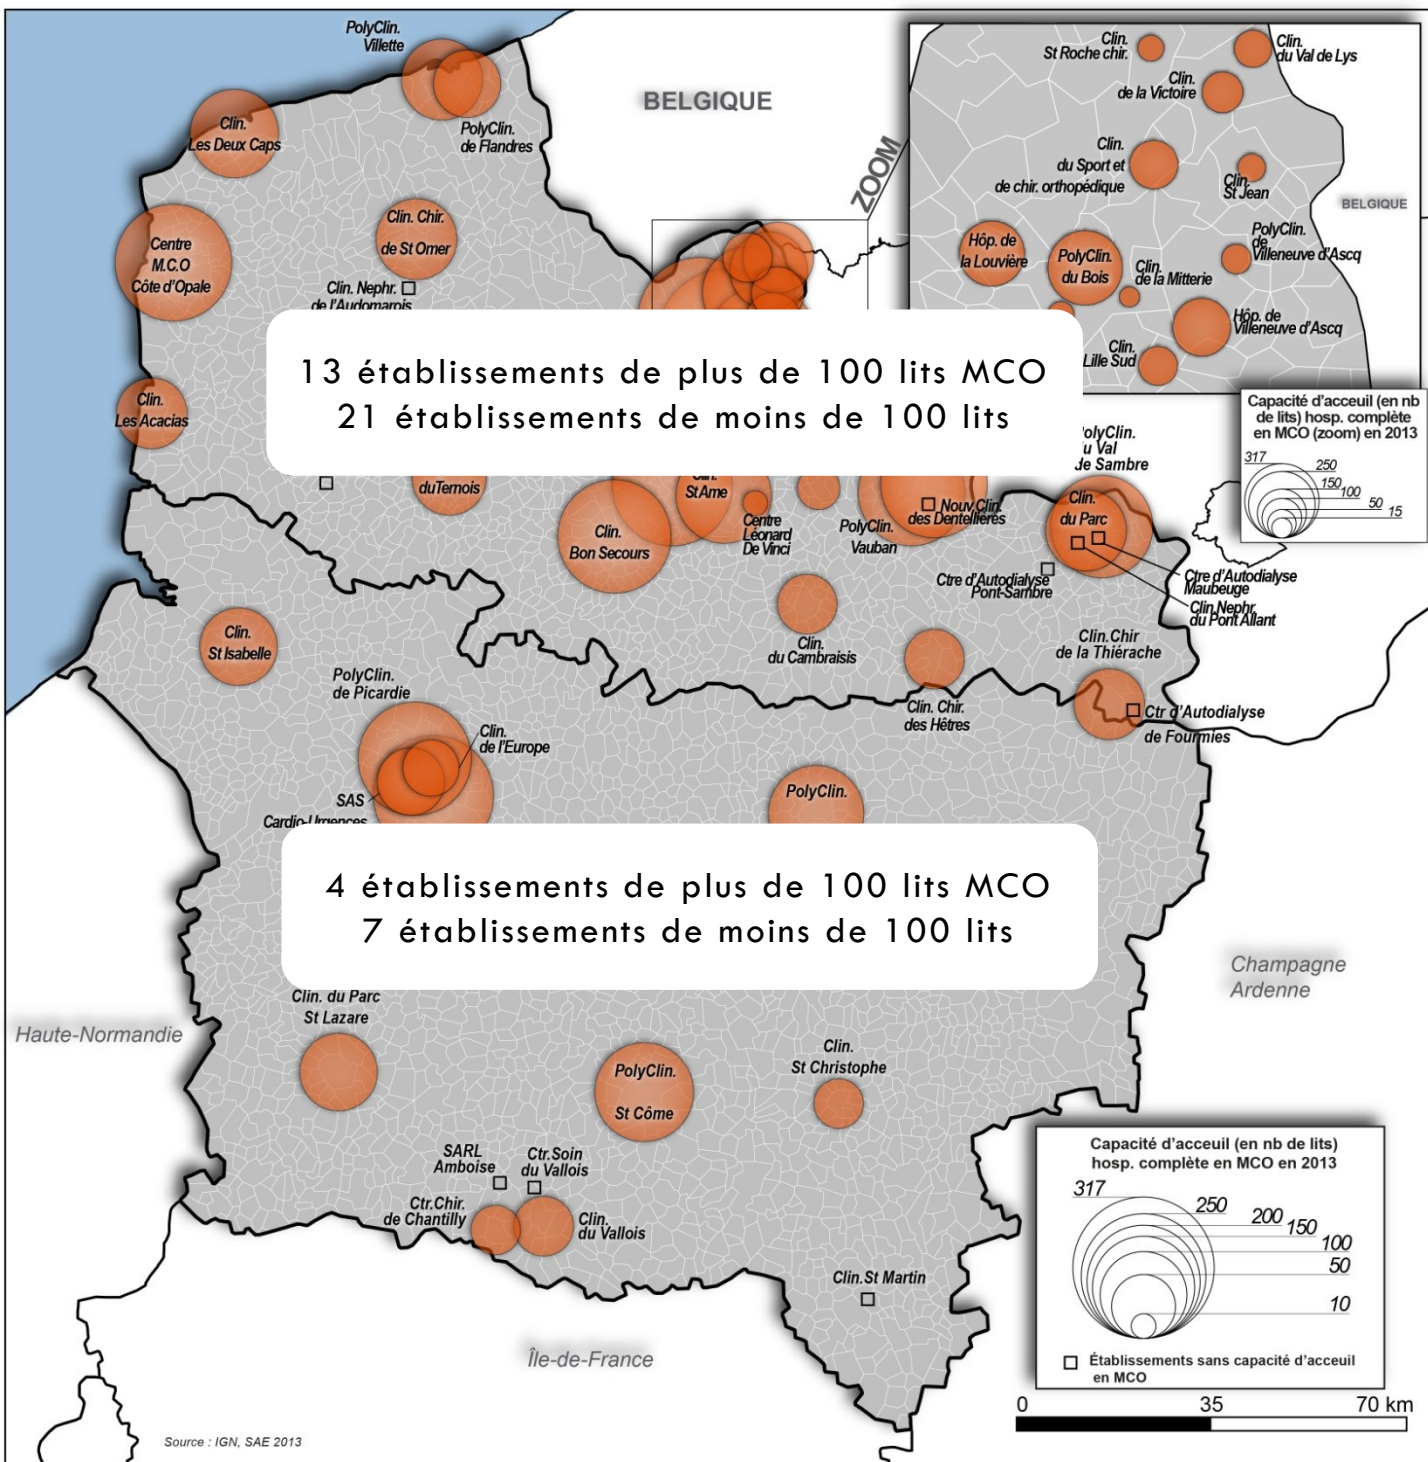 PolyClin.
Villette
PolyClin.
de Flandres
Clin.
Les Deux Caps
BELGIQUE
ZOOM
Clin.
St Roche chir.
Clin.
du Val de Lys
Clin.
de la Victoire
Clin.
du Sport et
de chir. orthopédique
Clin.
St Jean
BELGIQUE
Hôp. de
la Louvière
PolyClin.
du Bois
PolyClin.
de
Villeneuve d'Ascq
Clin.
de la Mitterie
Hôp. de
Villeneuve d'Ascq
Clin.
Lille Sud
Centre
M.C.O
Côte d'Opale
Clin. Chir.
de St Omer
Clin. Nephr.
de l'Audomarois
13 établissements de plus de 100 lits MCO
21 établissements de moins de 100 lits
Clin.
Les Acacias
Capacité d'acceuil (en nb
de lits) hosp. complète
en MCO (zoom) en 2013
317
250
150
100
50
15
PolyClin.
du Val
de Sambre
duTernois
Clin.
St Ame
Clin.
Bon Secours
Centre
Léonard
De Vinci
PolyClin.
Vauban
Nouv.Clin.
des Dentellières
Clin.
du Parc
Ctre d'Autodialyse
Pont-Sambre
Ctre d'Autodialyse
Maubeuge
Clin.Nephr.
du Pont Allant
Clin.
du Cambraisis
Clin.Chir
de la Thiérache
Clin. Chir.
des Hêtres
Ctr d'Autodialyse
de Fourmies
Clin.
St Isabelle
PolyClin.
de Picardie
Clin.
de l'Europe
SAS
Cardio-Urgences
PolyClin.
4 établissements de plus de 100 lits MCO
7 établissements de moins de 100 lits
Champagne
Ardenne
Haute-Normandie
Clin. du Parc
St Lazare
PolyClin.
St Côme
Clin.
St Christophe
SARL
Amboise
Ctr.Soin
du Vallois
Ctr.Chir.
de Chantilly
Clin.
du Vallois
Clin.St Martin
Île-de-France
Capacité d'acceuil (en nb de lits)
hosp. complète en MCO en 2013
317
250
200
150
100
50
10
Établissements sans capacité d'acceuil
en MCO
0 35 70 km
Source : IGN, SAE 2013